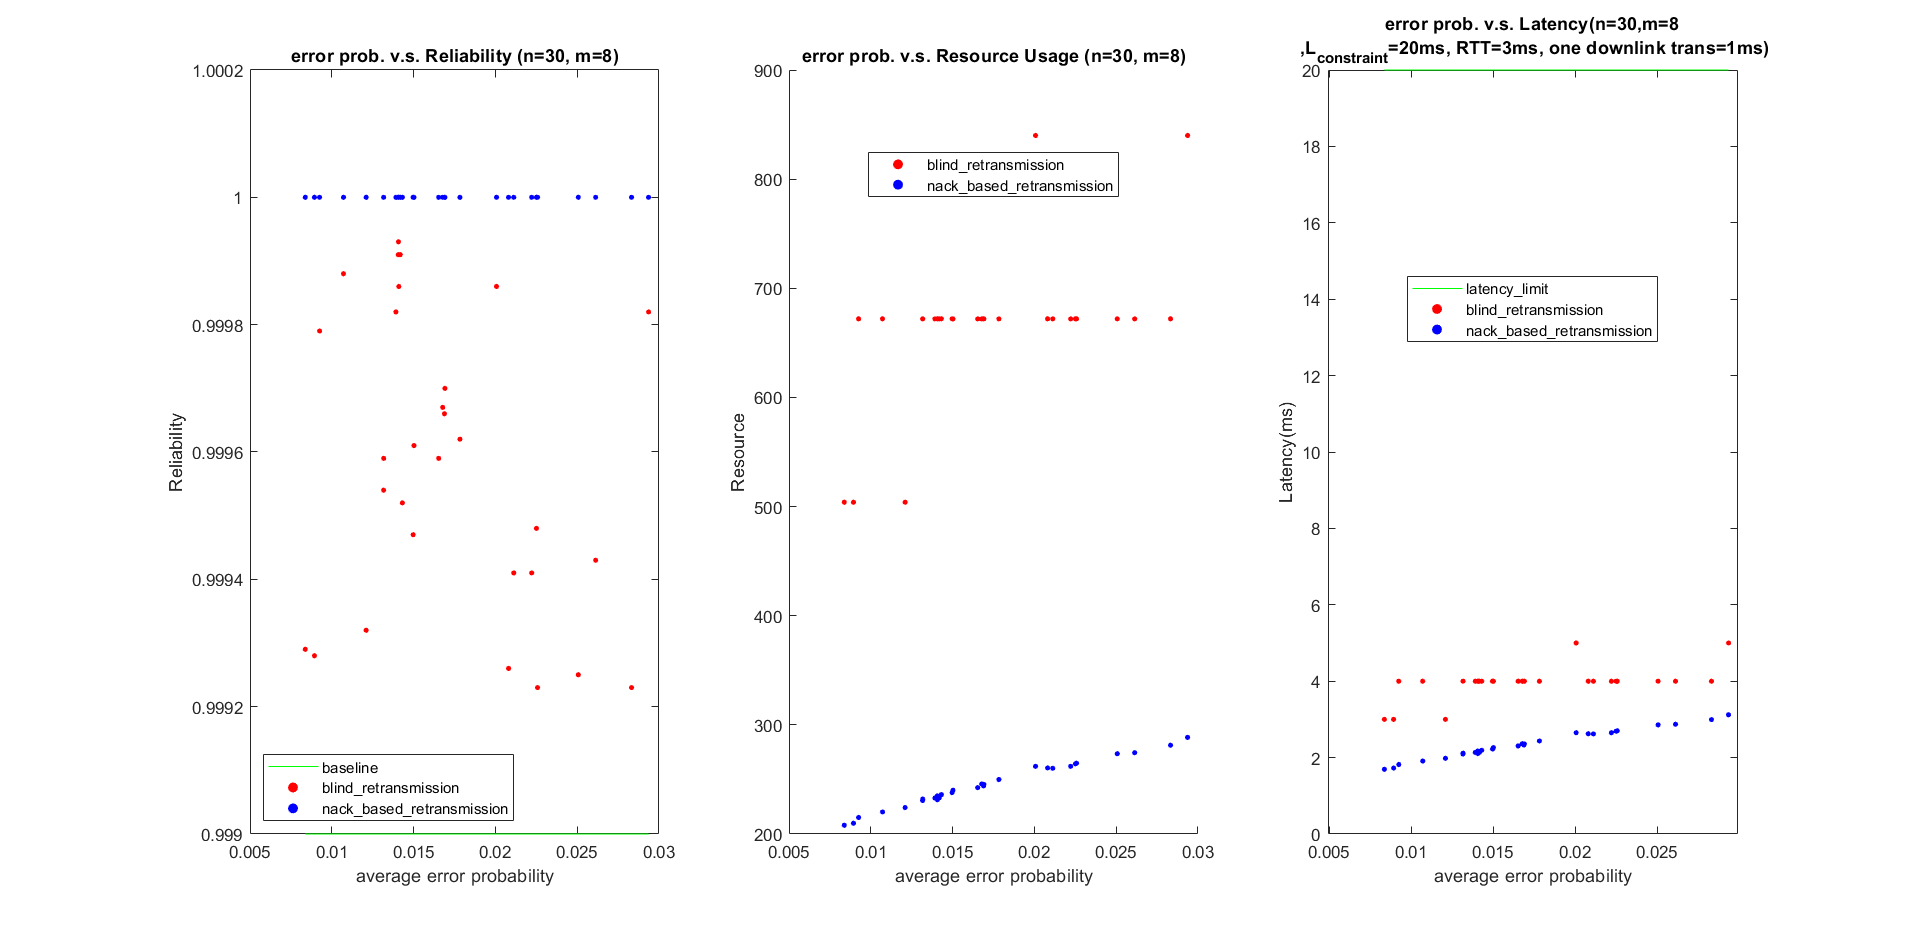 error prob. v.s. Reliability (n=30, m=8)
1.0002
1
0.9998
0.9996
0.9994
0.9992
0.999
Reliability
baseline
blind_retransmission
nack_based_retransmission
0.005 0.01 0.015 0.02 0.025 0.03
average error probability
error prob. v.s. Resource Usage (n=30, m=8)
900
800
700
600
500
400
300
200
Resource
blind_retransmission
nack_based_retransmission
0.005 0.01 0.015 0.02 0.025 0.03
average error probability
error prob. v.s. Latency(n=30,m=8
,Lconstraint=20ms, RTT=3ms, one downlink trans=1ms)
20
18
16
14
12
10
8
6
4
2
0
Latency(ms)
latency_limit
blind_retransmission
nack_based_retransmission
0.005 0.01 0.015 0.02 0.025
average error probability